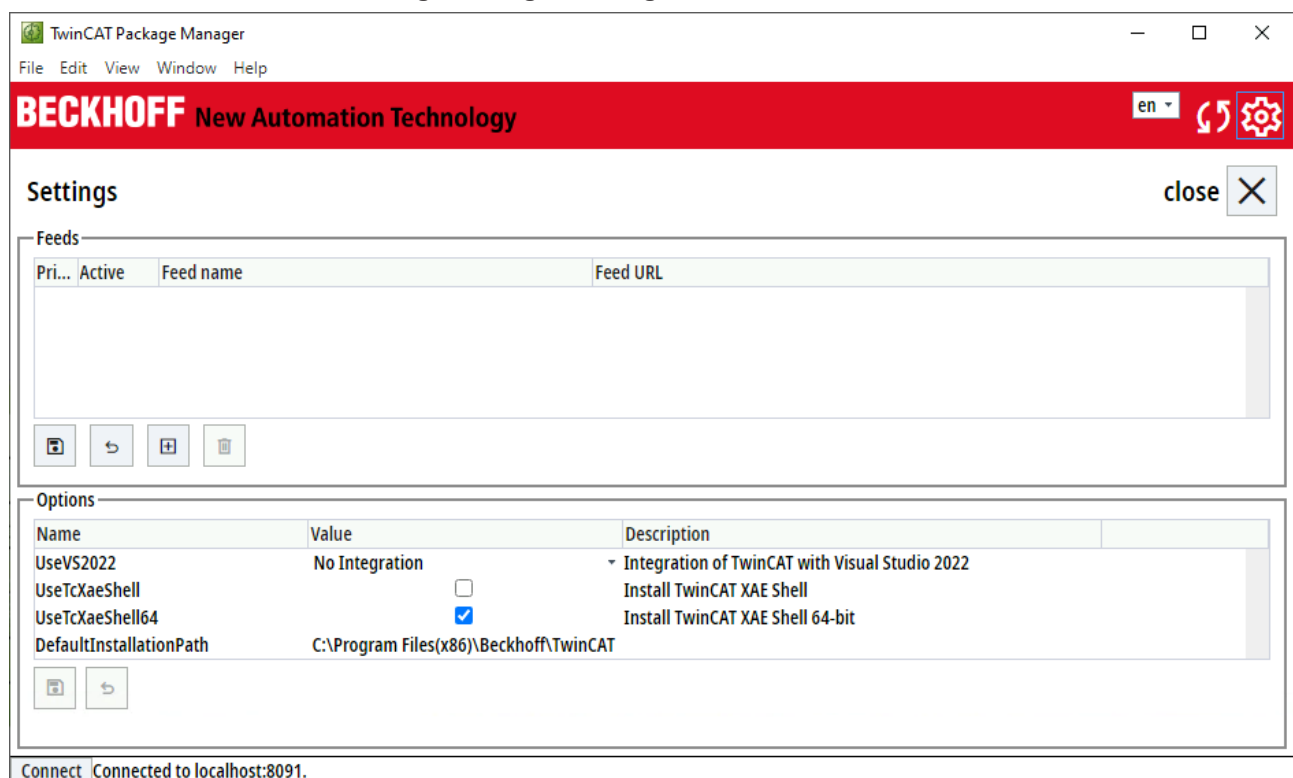 TwinCAT Package Manager
File Edit View Window Help
BECKHOFF New Automation Technology
en
Settings
close
Feeds
Pri... Active Feed name Feed URL
Options
Name Value Description
UseVS2022 No Integration Integration of TwinCAT with Visual Studio 2022
UseTcXaeShell Install TwinCAT XAE Shell
UseTcXaeShell64 Install TwinCAT XAE Shell 64-bit
DefaultInstallationPath C:\Program Files(x86)\Beckhoff\TwinCAT
Connect Connected to localhost:8091.